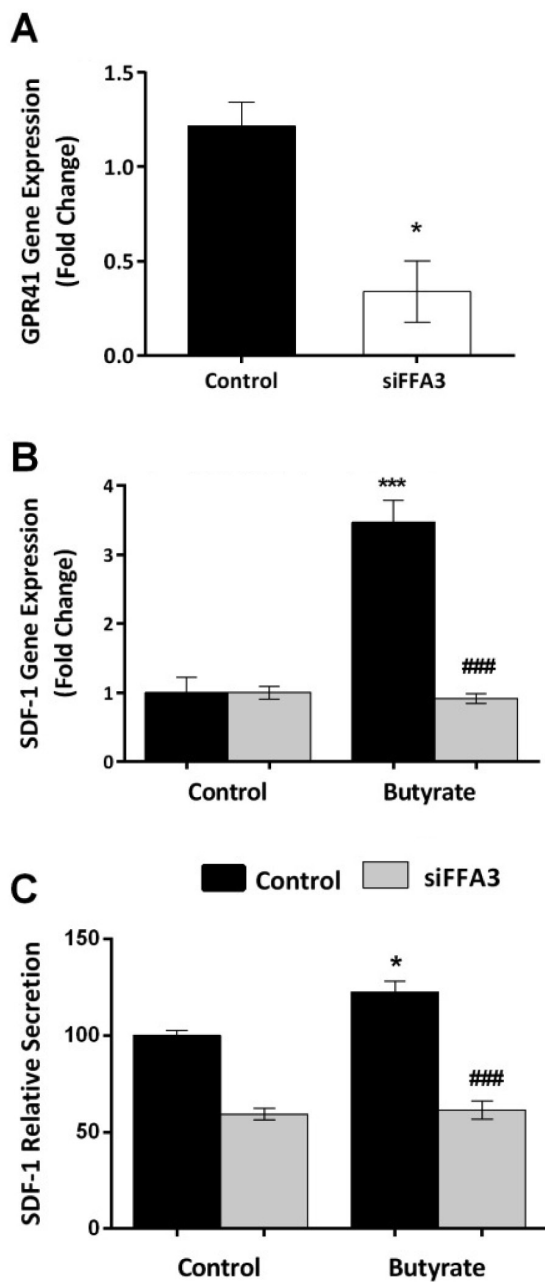 A
GPR41 Gene Expression
(Fold Change)
1.5
1.0
0.5
0.0
*
Control
siFFA3
B
SDF-1 Gene Expression
(Fold Change)
4
3
2
1
0
***
###
Control
Butyrate
Control
siFFA3
C
SDF-1 Relative Secretion
150
100
50
0
*
###
Control
Butyrate